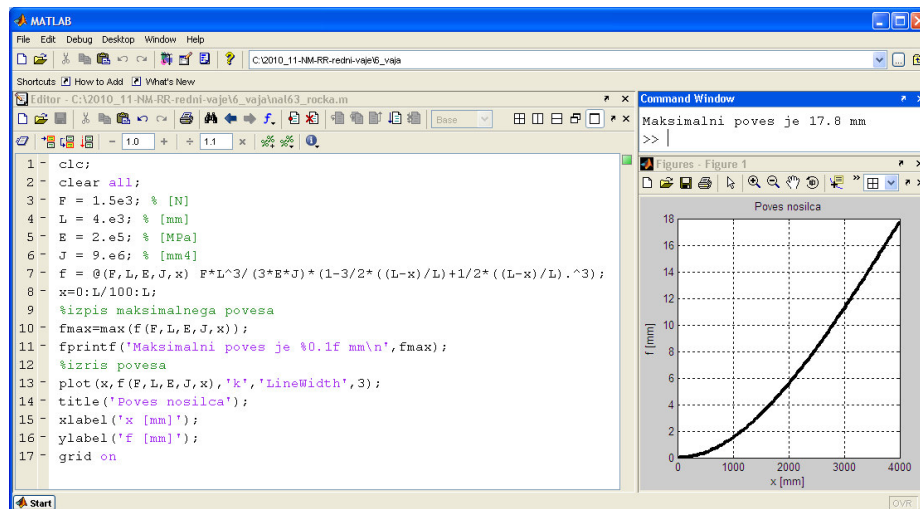 MATLAB
File Edit Debug Desktop Window Help
C:\2010_11-NM-RR-redni-vaje\6_vaja
Shortcuts How to Add What's New
Editor - C:\2010_11-NM-RR-redni-vaje\6_vaja\nal63_rocka.m
Base
1.0 1.1
1 - clc;
2 - clear all;
3 - F = 1.5e3; % [N]
4 - L = 4.e3; % [mm]
5 - E = 2.e5; % [MPa]
6 - J = 9.e6; % [mm4]
7 - f = @(F,L,E,J,x) F*L^3/(3*E*J)*(1-3/2*((L-x)/L)+1/2*((L-x)/L).^3);
8 - x=0:L/100:L;
9 %izpis maksimalnega povesa
10 - fmax=max(f(F,L,E,J,x));
11 - fprintf('Maksimalni poves je %0.1f mm\n',fmax);
12 %izris povesa
13 - plot(x,f(F,L,E,J,x),'k','LineWidth',3);
14 - title('Poves nosilca');
15 - xlabel('x [mm]');
16 - ylabel('f [mm]');
17 - grid on
Command Window
Maksimalni poves je 17.8 mm
>>
Figures - Figure 1
Poves nosilca
18
16
14
12
10
8
6
4
2
0
f [mm]
0 1000 2000 3000 4000
x [mm]
Start
OVR